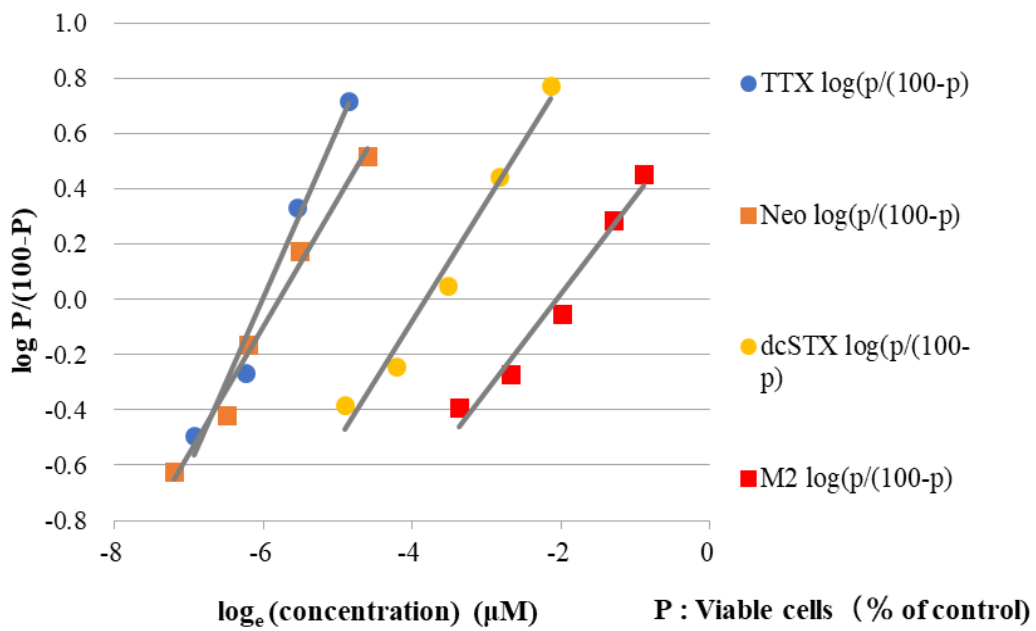 1.0
0.8
0.6
0.4
0.2
0.0
-0.2
-0.4
-0.6
-0.8
log P/(100-P)
-8
-6
-4
-2
0
logₑ (concentration) (μM)
P : Viable cells (% of control)
TTX log(p/(100-p)
Neo log(p/(100-p)
dcSTX log(p/(100-
p)
M2 log(p/(100-p)